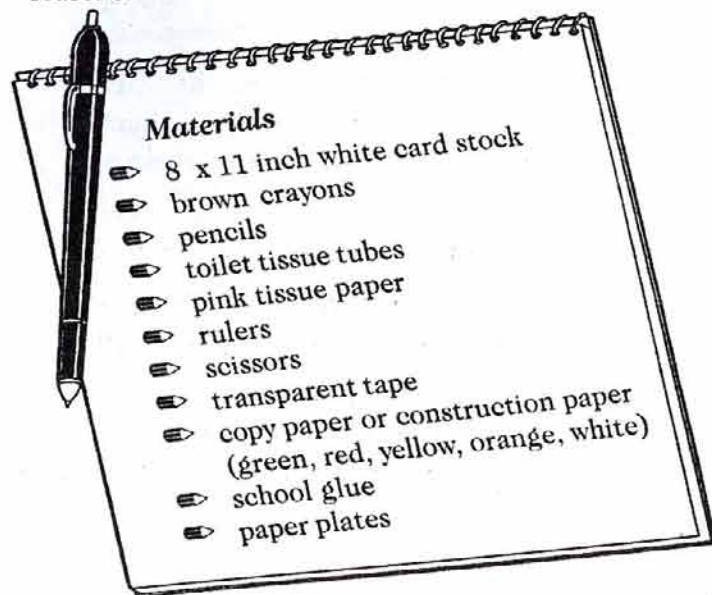 Materials
8 x 11 inch white card stock
brown crayons
pencils
toilet tissue tubes
pink tissue paper
rulers
scissors
transparent tape
copy paper or construction paper
(green, red, yellow, orange, white)
school glue
paper plates